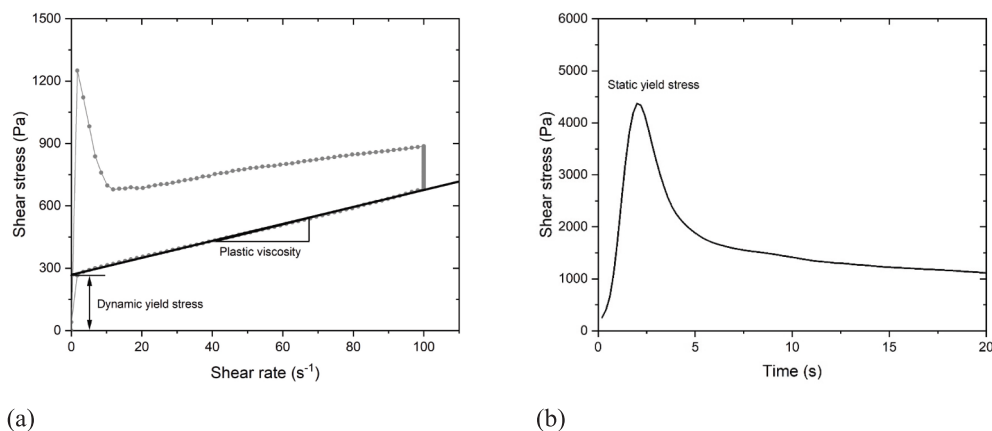 1500
1200
900
600
300
0
0
20
40
60
80
100
Shear stress (Pa)
Shear rate (s⁻¹)
Plastic viscosity
Dynamic yield stress
(a)
6000
5000
4000
3000
2000
1000
0
0
5
10
15
20
Shear stress (Pa)
Time (s)
Static yield stress
(b)